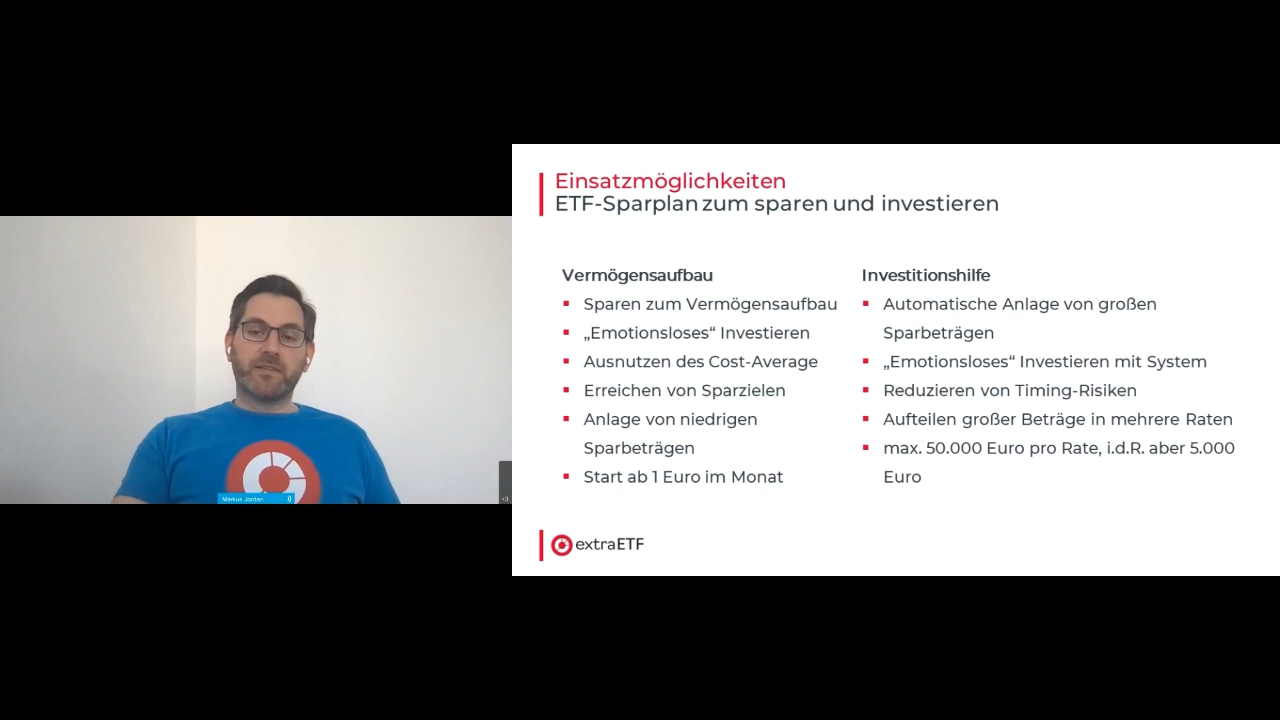 Einsatzmöglichkeiten
ETF-Sparplan zum sparen und investieren
Vermögensaufbau
Sparen zum Vermögensaufbau
„Emotionsloses“ Investieren
Ausnutzen des Cost-Average
Erreichen von Sparzielen
Anlage von niedrigen
Sparbeträgen
Start ab 1 Euro im Monat
Investitionshilfe
Automatische Anlage von großen
Sparbeträgen
„Emotionsloses“ Investieren mit System
Reduzieren von Timing-Risiken
Aufteilen großer Beträge in mehrere Raten
max. 50.000 Euro pro Rate, i.d.R. aber 5.000
Euro
extraETF
Markus Jordan
+3